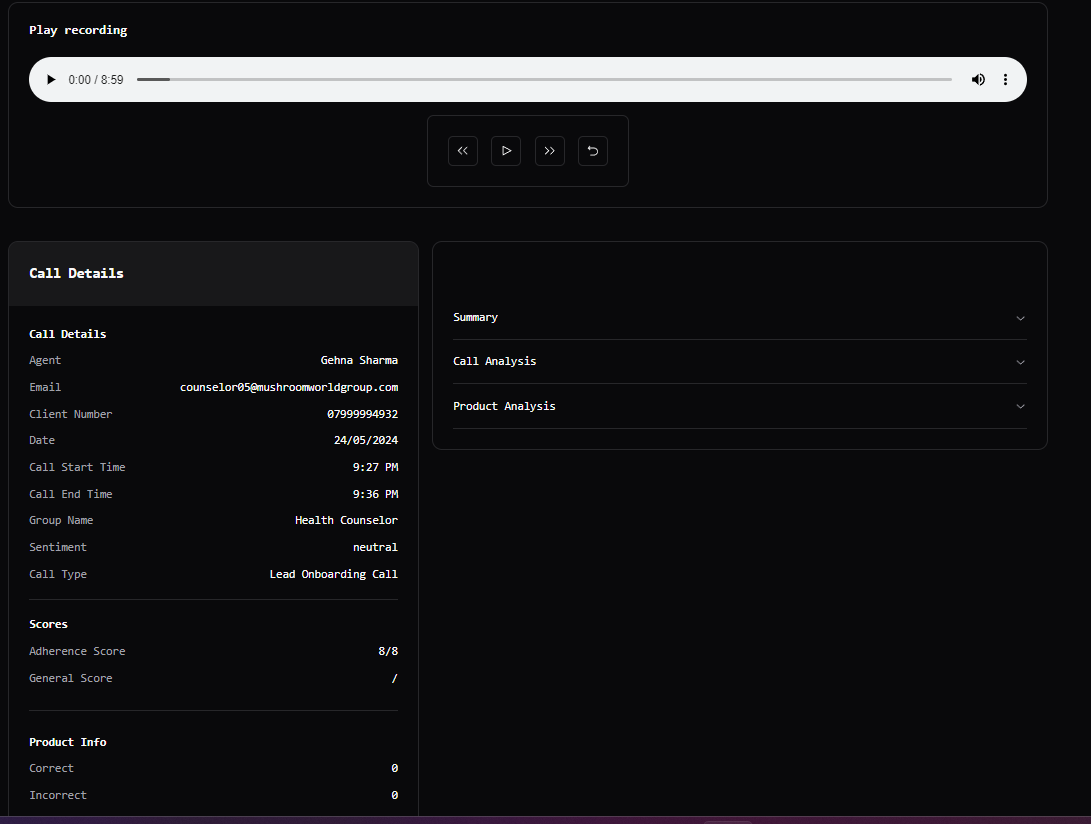 Play recording
0:00 / 8:59
Call Details
Call Details
Agent Gehna Sharma
Email counselor05@mushroomworldgroup.com
Client Number 07999994932
Date 24/05/2024
Call Start Time 9:27 PM
Call End Time 9:36 PM
Group Name Health Counselor
Sentiment neutral
Call Type Lead Onboarding Call
Scores
Adherence Score 8/8
General Score /
Product Info
Correct 0
Incorrect 0
Summary
Call Analysis
Product Analysis